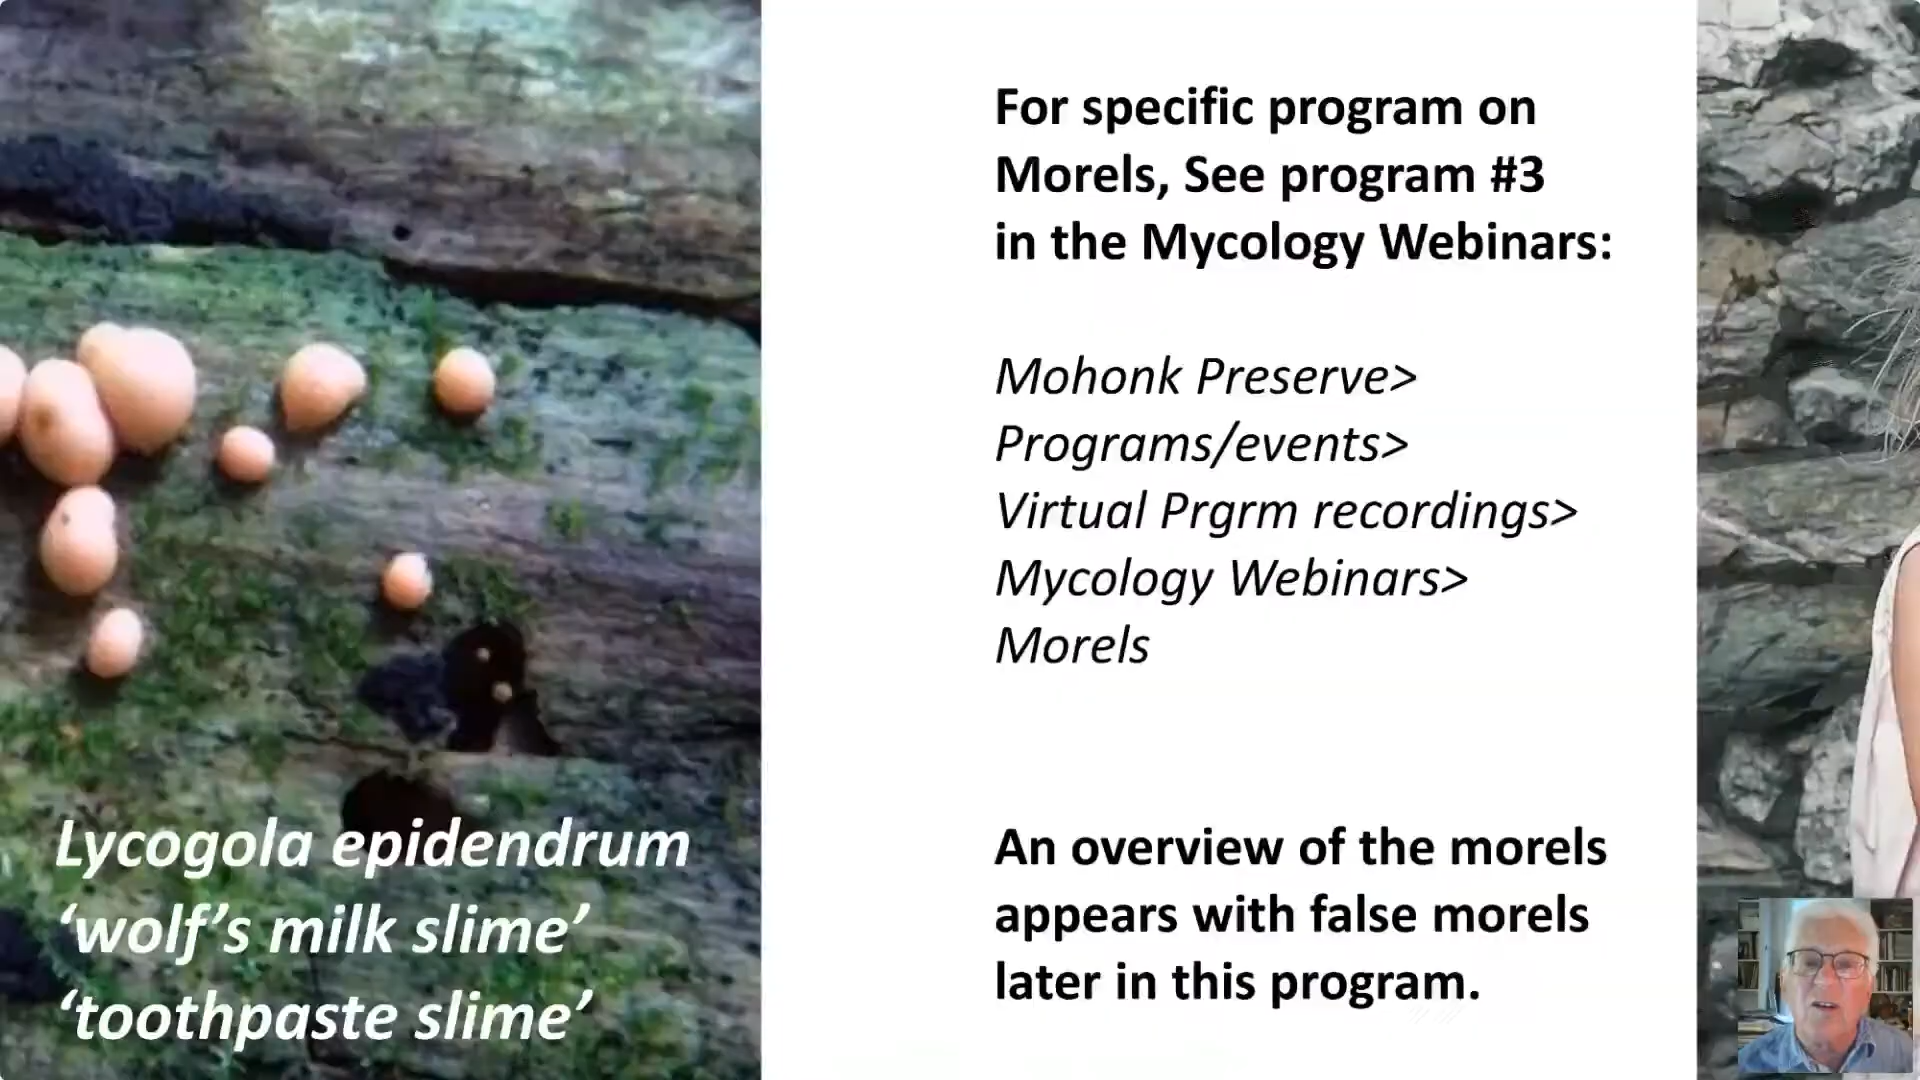 Lycogola epidendrum
‘wolf’s milk slime’
‘toothpaste slime’
For specific program on
Morels, See program #3
in the Mycology Webinars:
Mohonk Preserve>
Programs/events>
Virtual Prgrm recordings>
Mycology Webinars>
Morels
An overview of the morels
appears with false morels
later in this program.